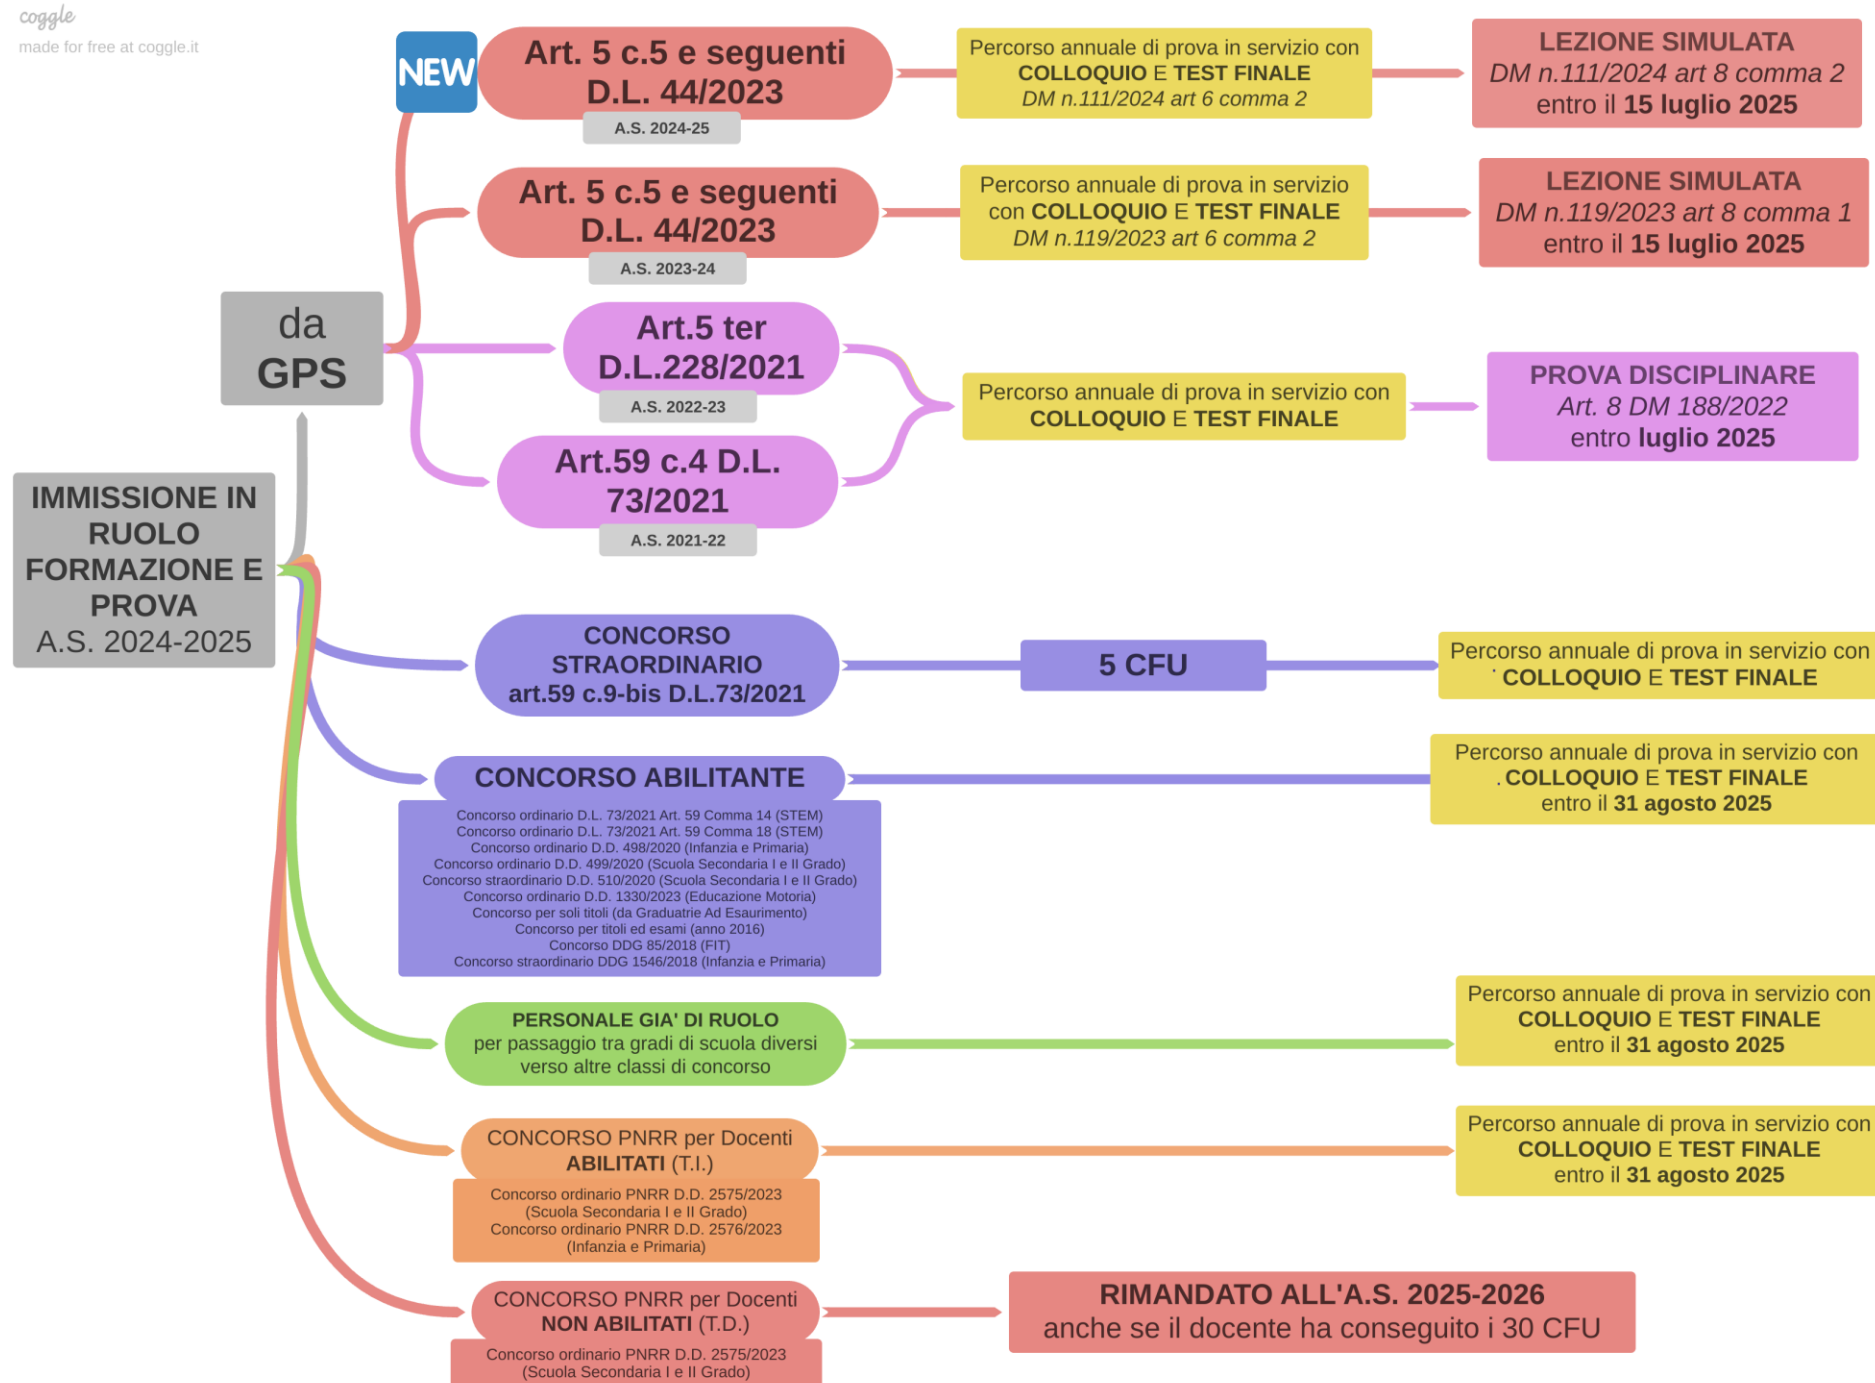 coggle
made for free at coggle.it
NEW
Art. 5 c.5 e seguenti
D.L. 44/2023
A.S. 2024-25
Percorso annuale di prova in servizio con
COLLOQUIO E TEST FINALE
DM n.111/2024 art 6 comma 2
LEZIONE SIMULATA
DM n.111/2024 art 8 comma 2
entro il 15 luglio 2025
Art. 5 c.5 e seguenti
D.L. 44/2023
A.S. 2023-24
Percorso annuale di prova in servizio
con COLLOQUIO E TEST FINALE
DM n.119/2023 art 6 comma 2
LEZIONE SIMULATA
DM n.119/2023 art 8 comma 1
entro il 15 luglio 2025
da
GPS
Art.5 ter
D.L.228/2021
A.S. 2022-23
Art.59 c.4 D.L.
73/2021
A.S. 2021-22
Percorso annuale di prova in servizio con
COLLOQUIO E TEST FINALE
PROVA DISCIPLINARE
Art. 8 DM 188/2022
entro luglio 2025
IMMISSIONE IN
RUOLO
FORMAZIONE E
PROVA
A.S. 2024-2025
CONCORSO
STRAORDINARIO
art.59 c.9-bis D.L.73/2021
5 CFU
Percorso annuale di prova in servizio con
COLLOQUIO E TEST FINALE
CONCORSO ABILITANTE
Concorso ordinario D.L. 73/2021 Art. 59 Comma 14 (STEM)
Concorso ordinario D.L. 73/2021 Art. 59 Comma 18 (STEM)
Concorso ordinario D.D. 498/2020 (Infanzia e Primaria)
Concorso ordinario D.D. 499/2020 (Scuola Secondaria I e II Grado)
Concorso straordinario D.D. 510/2020 (Scuola Secondaria I e II Grado)
Concorso ordinario D.D. 1330/2023 (Educazione Motoria)
Concorso per soli titoli (da Graduatrie Ad Esaurimento)
Concorso per titoli ed esami (anno 2016)
Concorso DDG 85/2018 (FIT)
Concorso straordinario DDG 1546/2018 (Infanzia e Primaria)
Percorso annuale di prova in servizio con
. COLLOQUIO E TEST FINALE
entro il 31 agosto 2025
PERSONALE GIA' DI RUOLO
per passaggio tra gradi di scuola diversi
verso altre classi di concorso
Percorso annuale di prova in servizio con
COLLOQUIO E TEST FINALE
entro il 31 agosto 2025
CONCORSO PNRR per Docenti
ABILITATI (T.I.)
Concorso ordinario PNRR D.D. 2575/2023
(Scuola Secondaria I e II Grado)
Concorso ordinario PNRR D.D. 2576/2023
(Infanzia e Primaria)
Percorso annuale di prova in servizio con
COLLOQUIO E TEST FINALE
entro il 31 agosto 2025
CONCORSO PNRR per Docenti
NON ABILITATI (T.D.)
Concorso ordinario PNRR D.D. 2575/2023
(Scuola Secondaria I e II Grado)
RIMANDATO ALL'A.S. 2025-2026
anche se il docente ha conseguito i 30 CFU